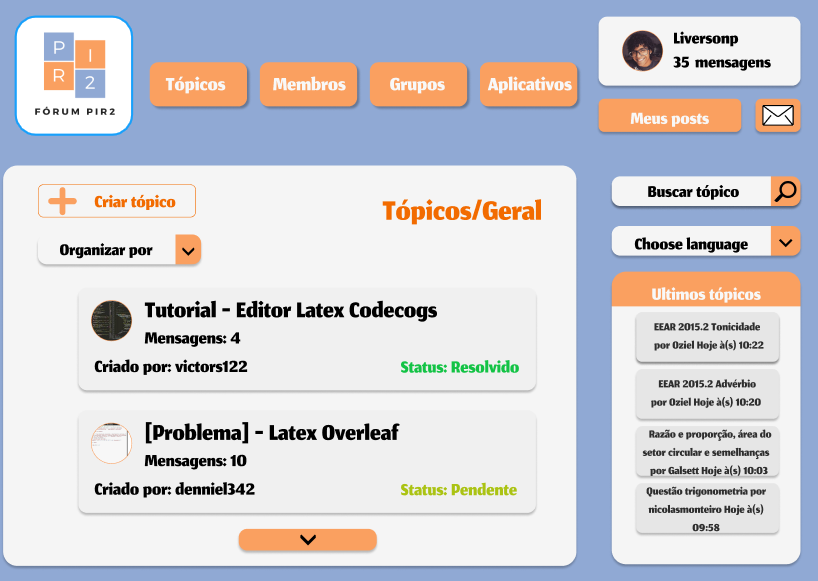 P
I
R
2
FÓRUM PIR2
Tópicos
Membros
Grupos
Aplicativos
Liversonp
35 mensagens
Meus posts
Criar tópico
Tópicos/Geral
Organizar por
Tutorial - Editor Latex Codecogs
Mensagens: 4
Criado por: victors122
Status: Resolvido
[Problema] - Latex Overleaf
Mensagens: 10
Criado por: denniel342
Status: Pendente
Buscar tópico
Choose language
Ultimos tópicos
EEAR 2015.2 Tonicidade
por Oziel Hoje à(s) 10:22
EEAR 2015.2 Advérbio
por Oziel Hoje à(s) 10:20
Razão e proporção, área do
setor circular e semelhanças
por Galsett Hoje à(s) 10:03
Questão trigonometria por
nicolasmonteiro Hoje à(s)
09:58